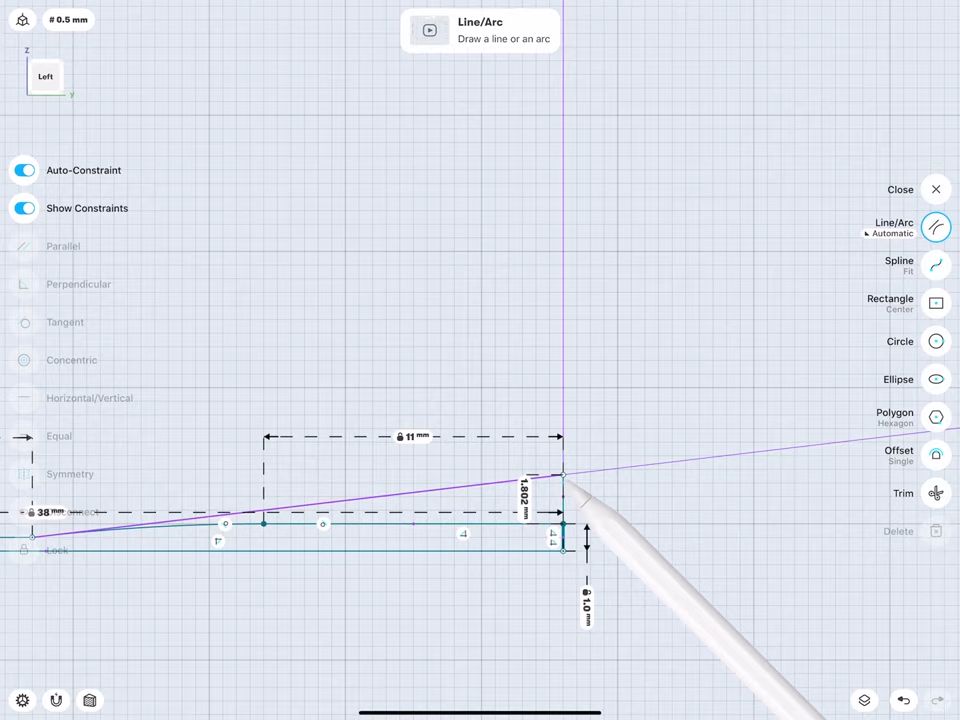 # 0.5 mm
Line/Arc
Draw a line or an arc
z
Left
y
Auto-Constraint
Show Constraints
Parallel
Perpendicular
Tangent
Concentric
Horizontal/Vertical
Equal
Symmetry
Lock
11 mm
38 mm
1.802 mm
1.0 mm
Close
Line/Arc
Automatic
Spline
Fit
Rectangle
Center
Circle
Ellipse
Polygon
Hexagon
Offset
Single
Trim
Delete